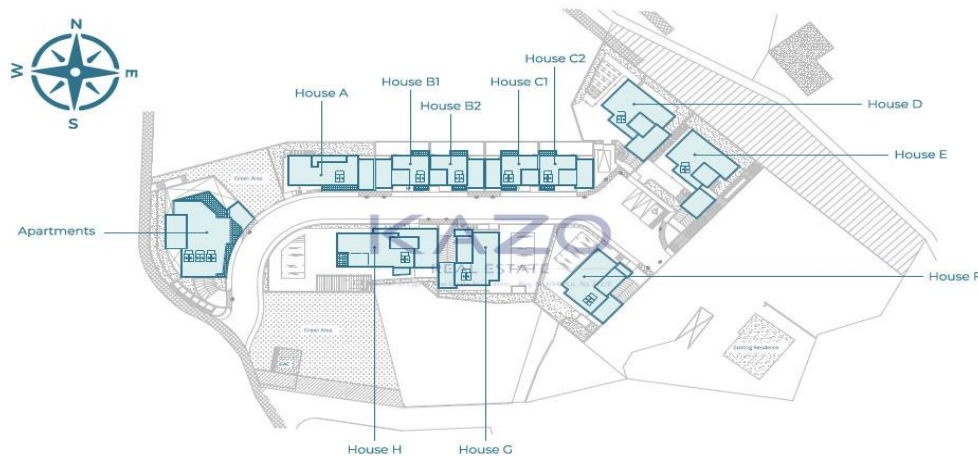 N
W
E
S
House C2
House B1
House C1
House A
House B2
House D
House E
Green Area
Apartments
KAZO
REAL ESTATE
House F
Green Area
Existing Residence
House H
House G